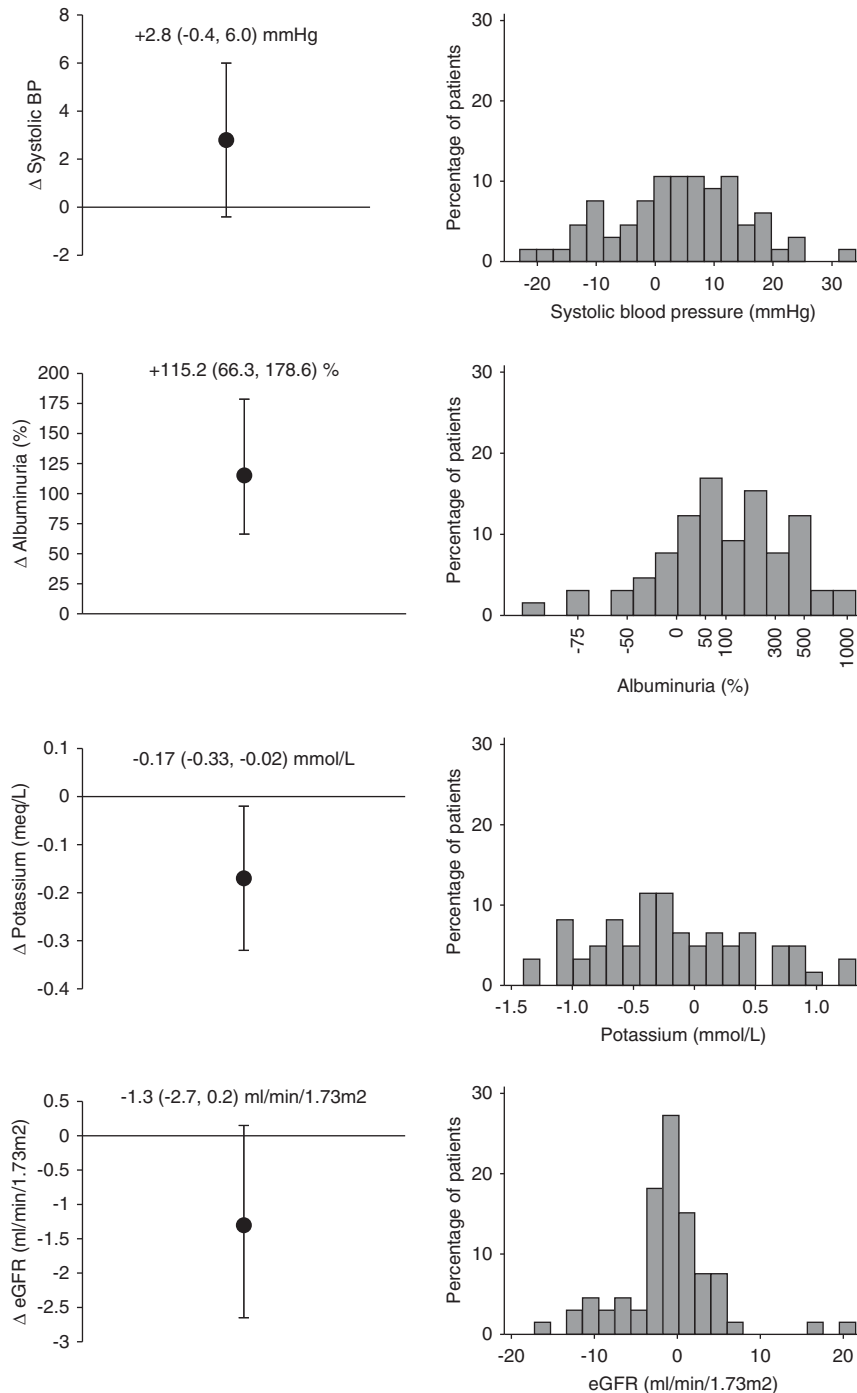 +2.8 (-0.4, 6.0) mmHg
Δ Systolic BP
8
6
4
2
0
-2
Percentage of patients
30
20
10
0
-20 -10 0 10 20 30
Systolic blood pressure (mmHg)
+115.2 (66.3, 178.6) %
Δ Albuminuria (%)
200
175
150
125
100
75
50
25
0
Percentage of patients
30
20
10
0
-75 -50 0 50 100 300 500 1000
Albuminuria (%)
-0.17 (-0.33, -0.02) mmol/L
Δ Potassium (meq/L)
0.1
0
-0.1
-0.2
-0.3
-0.4
Percentage of patients
30
20
10
0
-1.5 -1.0 -0.5 0 0.5 1.0
Potassium (mmol/L)
-1.3 (-2.7, 0.2) ml/min/1.73m2
Δ eGFR (ml/min/1.73m2)
0.5
0
-0.5
-1
-1.5
-2
-2.5
-3
Percentage of patients
30
20
10
0
-20 -10 0 10 20
eGFR (ml/min/1.73m2)